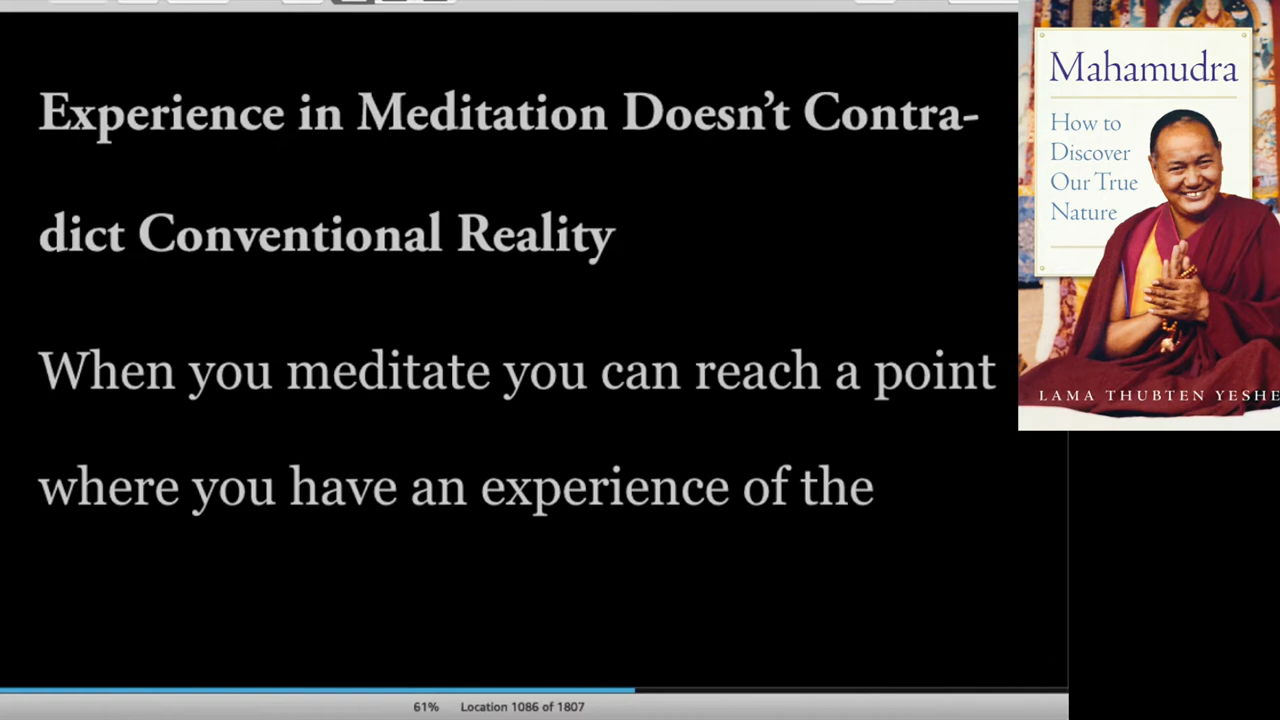 Experience in Meditation Doesn’t Contra-
dict Conventional Reality
When you meditate you can reach a point
where you have an experience of the
61% Location 1086 of 1807
Mahamudra
How to
Discover
Our True
Nature
LAMA THUBTEN YESHE